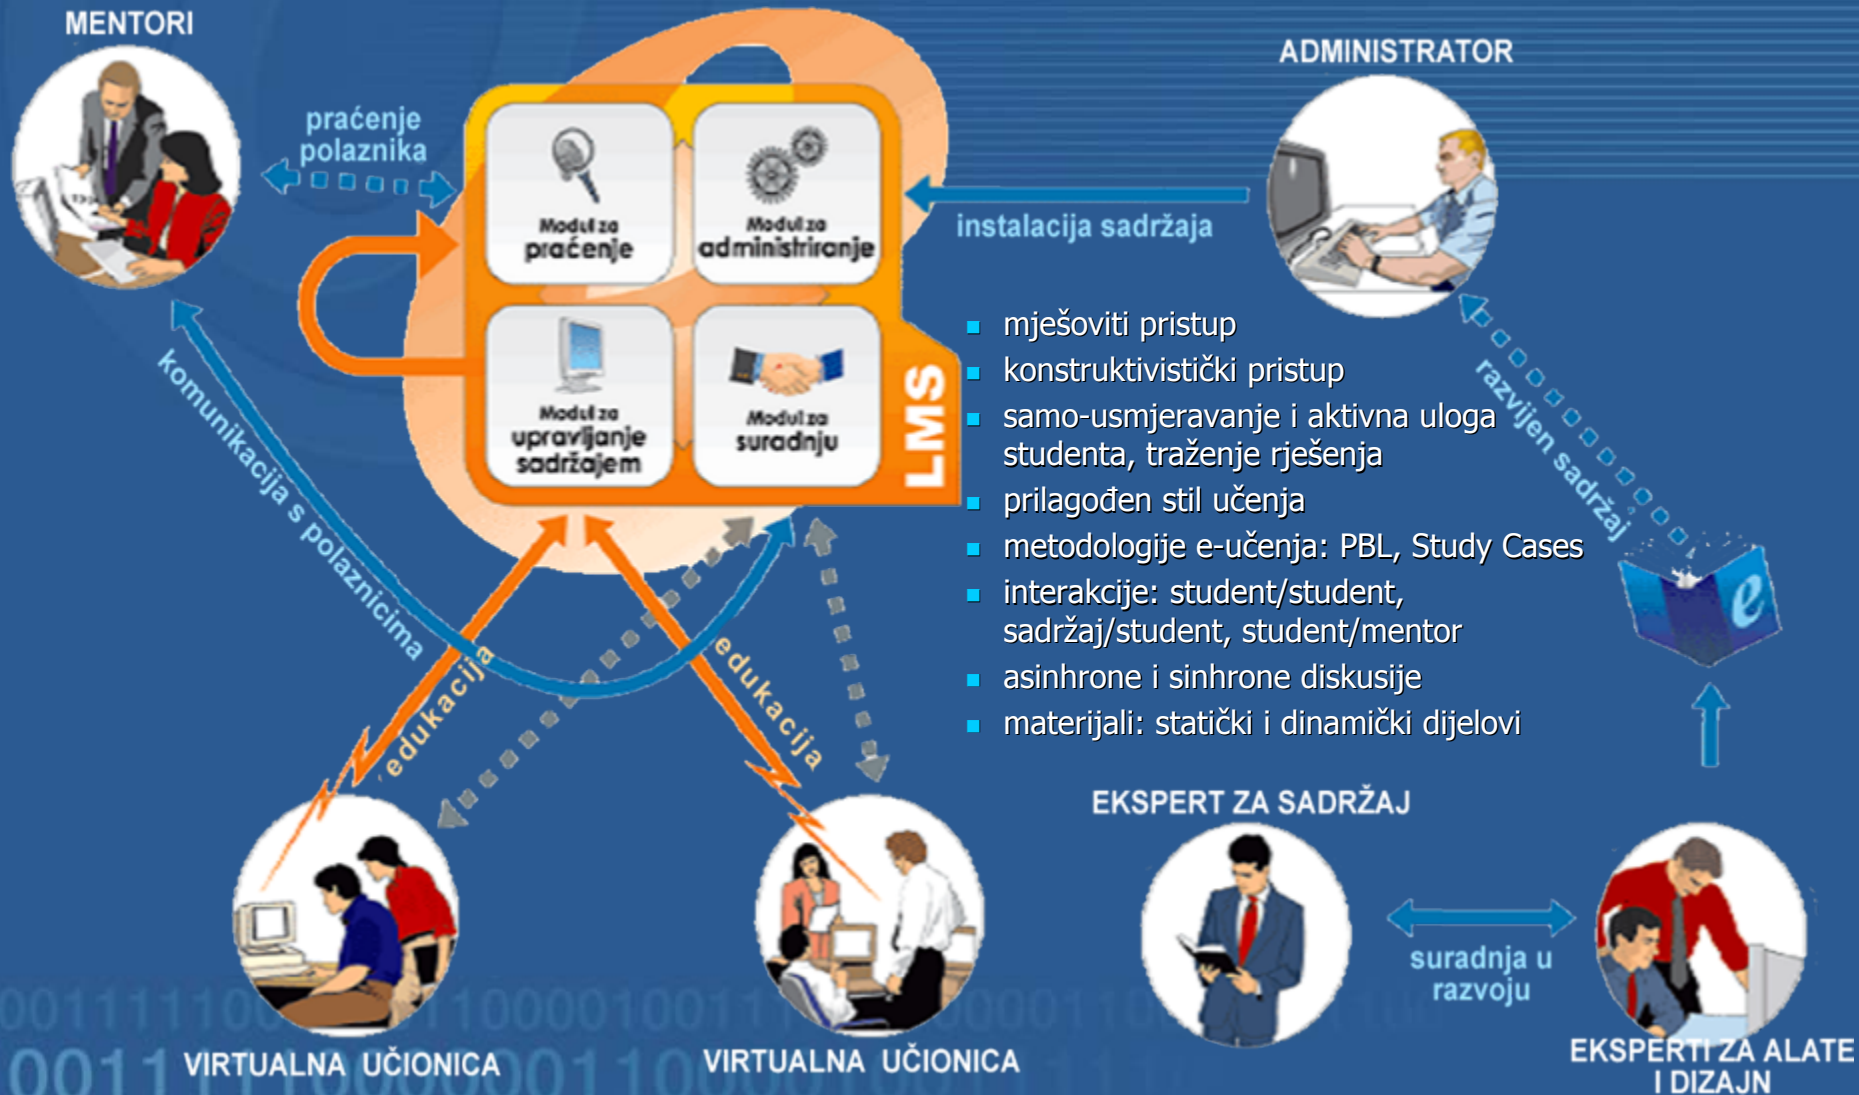 MENTORI
praćenje
polaznika
Modul za
praćenje
Modul za
administriranje
Modul za
upravljanje
sadržajem
Modul za
suradnju
LMS
ADMINISTRATOR
instalacija sadržaja
komunikacija s polaznicima
razvijen sadržaj
mješoviti pristup
konstruktivistički pristup
samo-usmjeravanje i aktivna uloga
studenta, traženje rješenja
prilagođen stil učenja
metodologije e-učenja: PBL, Study Cases
interakcije: student/student,
sadržaj/student, student/mentor
asinhrone i sinhrone diskusije
materijali: statički i dinamički dijelovi
edukacija
edukacija
e
EKSPERT ZA SADRŽAJ
suradnja u
razvoju
VIRTUALNA UČIONICA
VIRTUALNA UČIONICA
EKSPERTI ZA ALATE
I DIZAJN